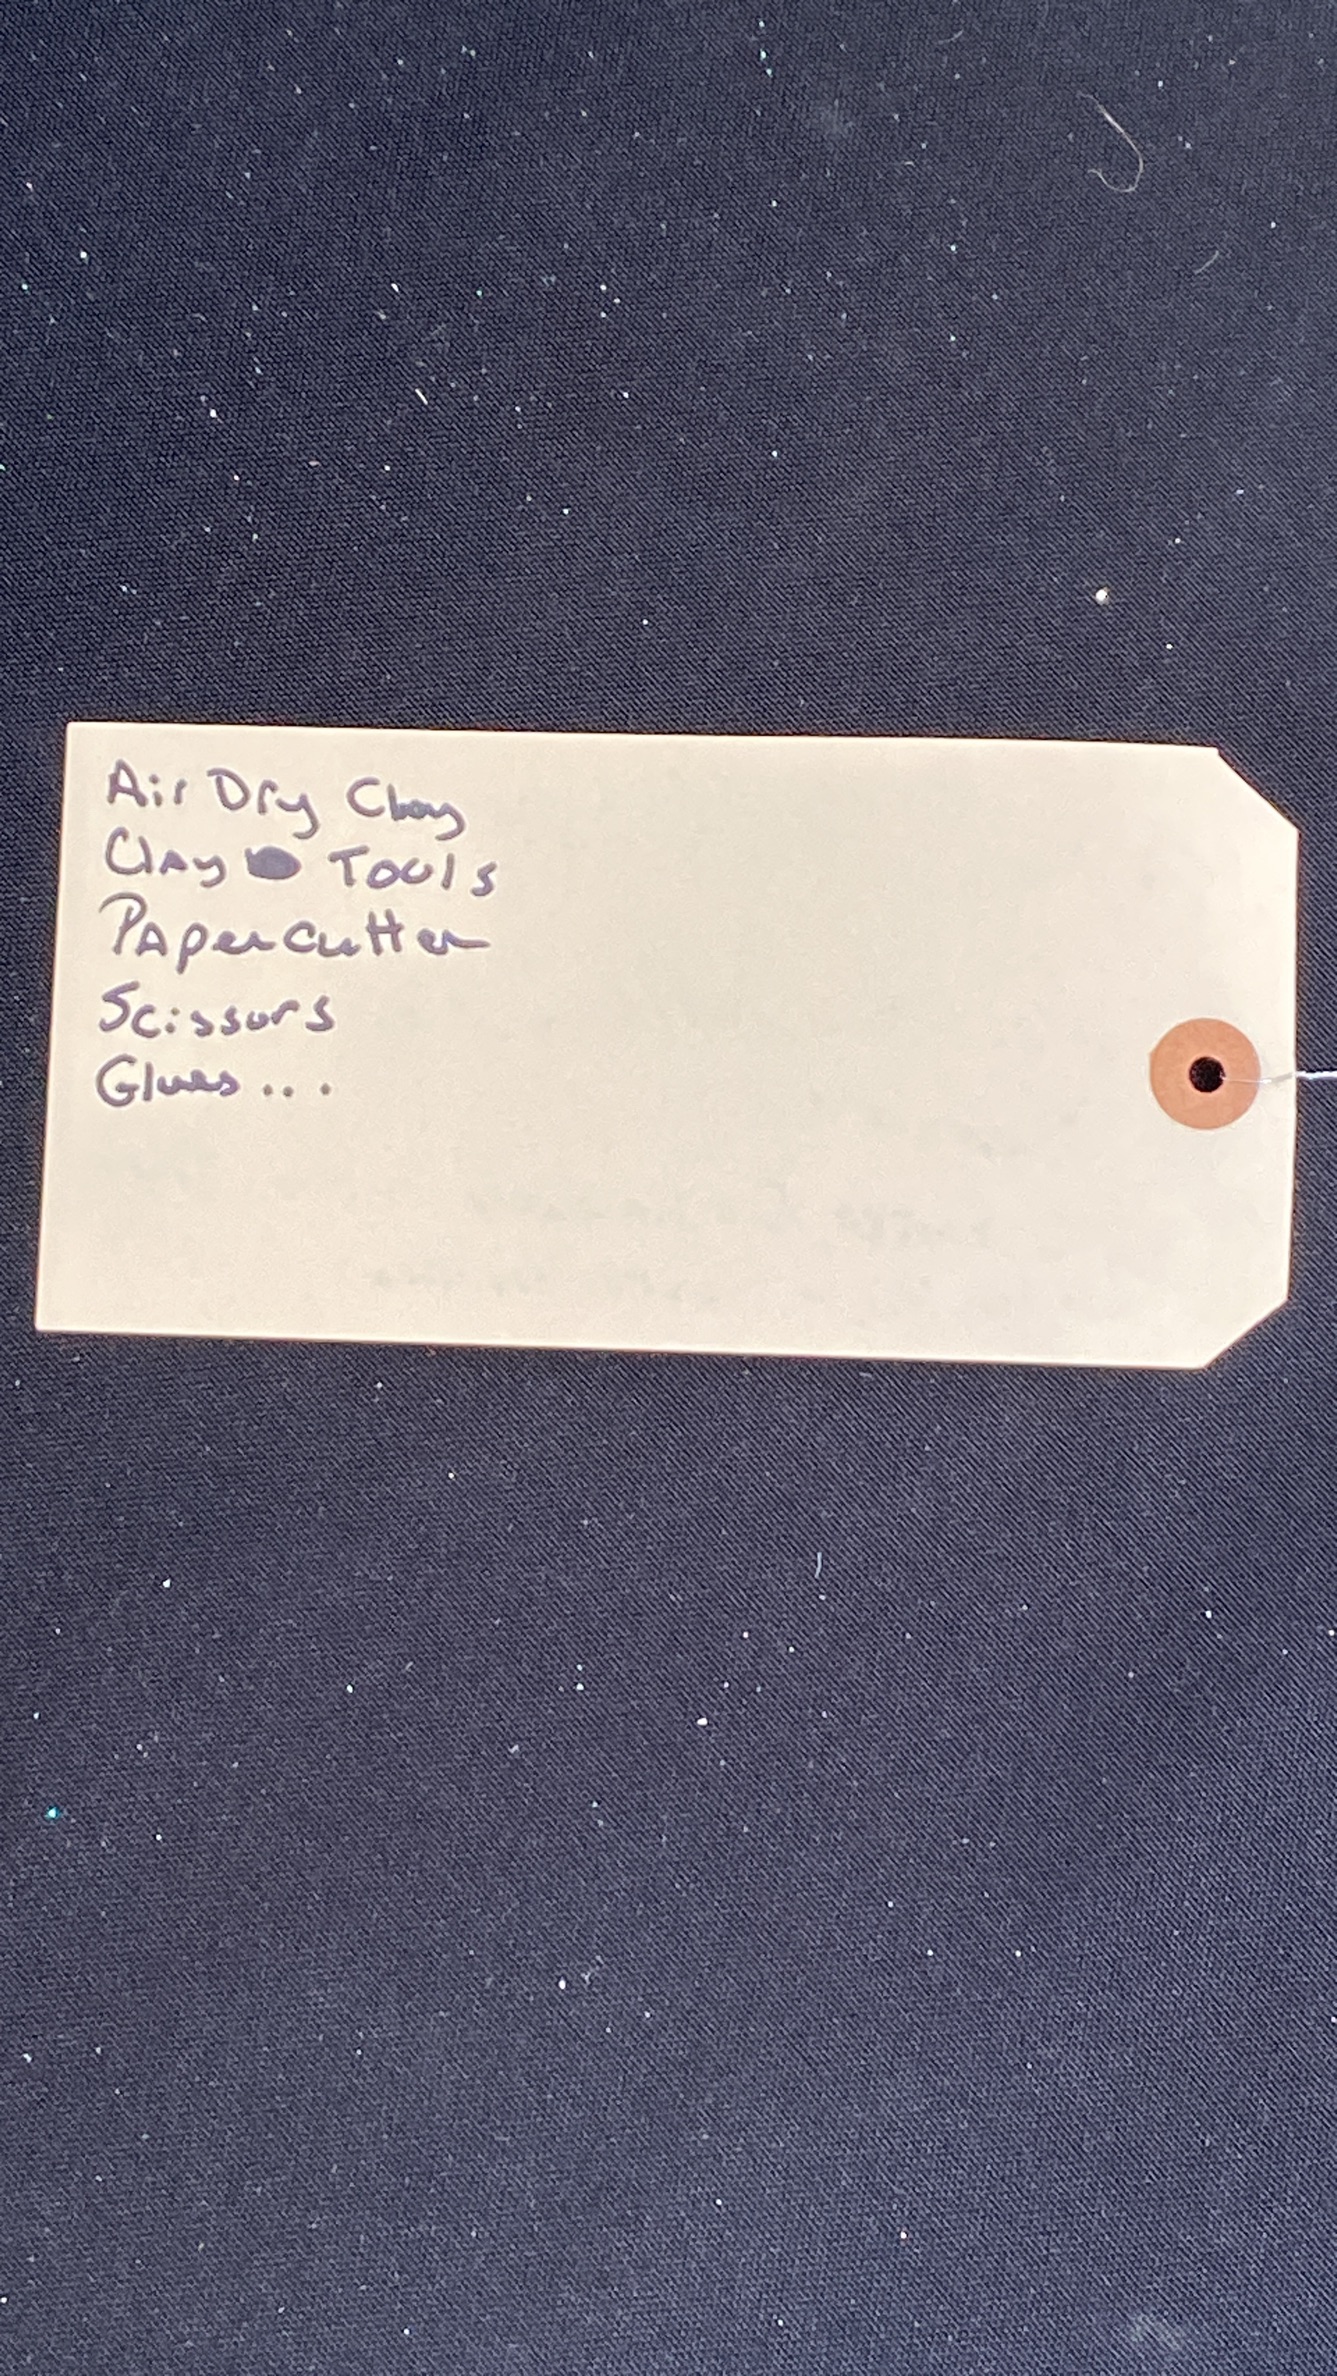 Air Dry Clay
Clay Tools
Papercutter
Scissors
Glues...